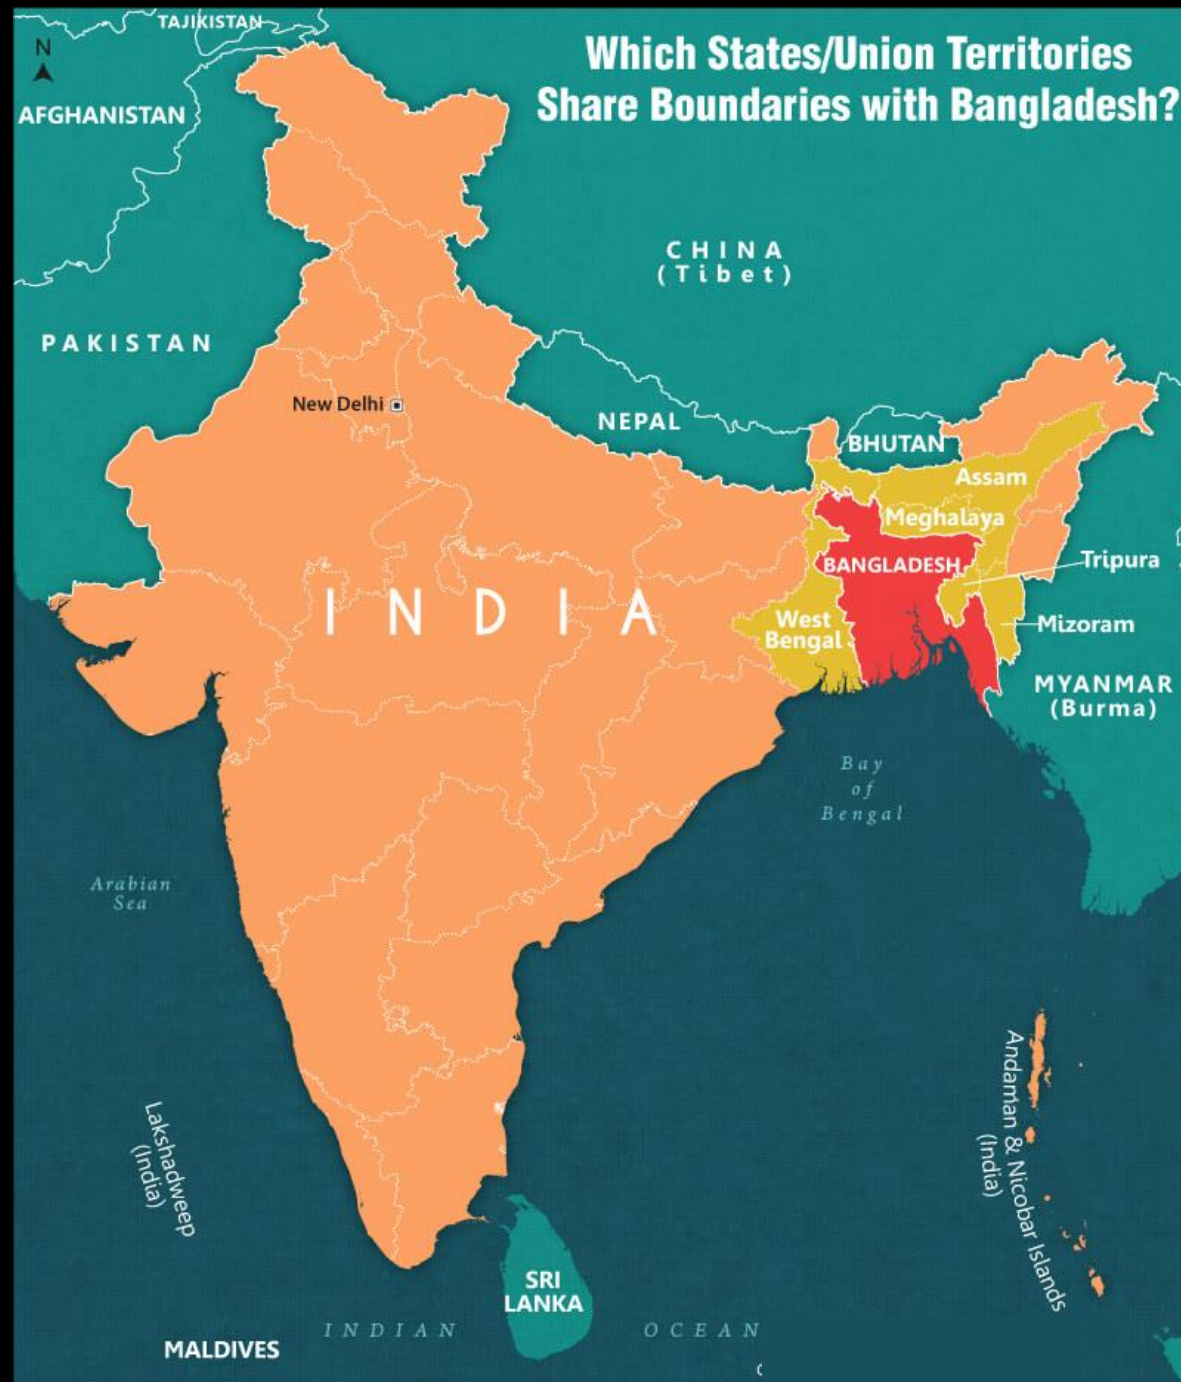 TAJIKISTAN
N
Which States/Union Territories
Share Boundaries with Bangladesh?
AFGHANISTAN
CHINA
(Tibet)
PAKISTAN
New Delhi
NEPAL
BHUTAN
Assam
Meghalaya
BANGLADESH
Tripura
INDIA
West
Bengal
Mizoram
MYANMAR
(Burma)
Bay
of
Bengal
Arabian
Sea
Lakshadweep
(India)
Andaman & Nicobar Islands
(India)
SRI
LANKA
INDIAN OCEAN
MALDIVES